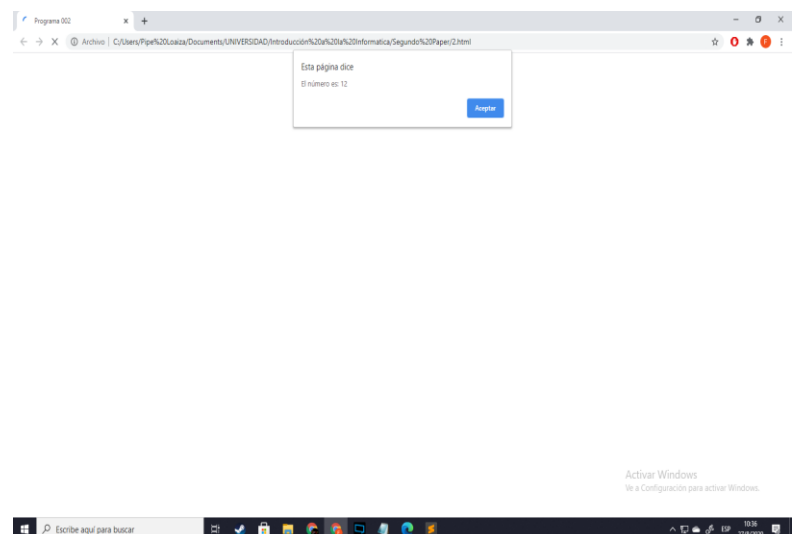 Programa 002
Archivo | C:/Users/Pipe%20Loaiza/Documents/UNIVERSIDAD/Introducción%20a%20la%20Informatica/Segundo%20Paper/2.html
Esta página dice
El número es: 12
Aceptar
Activar Windows
Ve a Configuración para activar Windows.
Escribe aquí para buscar
ESP
10:36